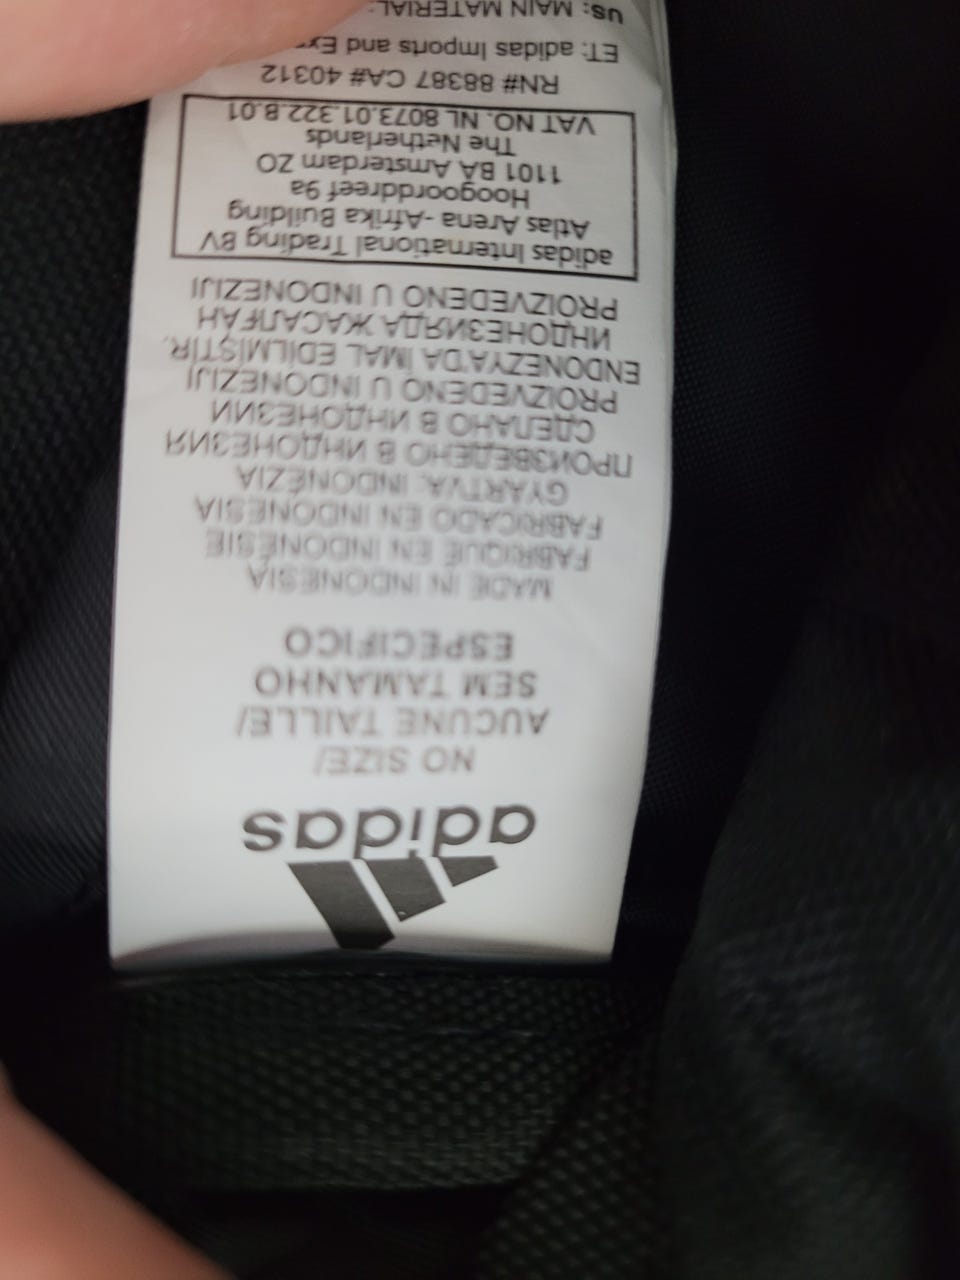 adidas
NO SIZE/
AUCUNE TAILLE/
SEM TAMANHO
ESPECIFICO
MADE IN INDONESIA
FABRIQUÉ EN INDONÉSIE
FABRICADO EN INDONESIA
GYÁRTVA: INDONÉZIA
ПРОИЗВЕДЕНО В ИНДОНЕЗИЯ
СДЕЛАНО В ИНДОНЕЗИИ
PROIZVEDENO U INDONEZIJI
ENDONEZYA'DA İMAL EDİLMİŞTİR.
ИНДОНЕЗИЯДА ЖАСАЛҒАН
PROIZVEDENO U INDONEZIJI
adidas International Trading BV
Atlas Arena - Afrika Building
Hoogoorddreef 9a
1101 BA Amsterdam ZO
The Netherlands
VAT NO. NL 8073.01.322.B.01
RN# 88387 CA# 40312
ET: adidas Imports and
US: MAIN MATERIAL: